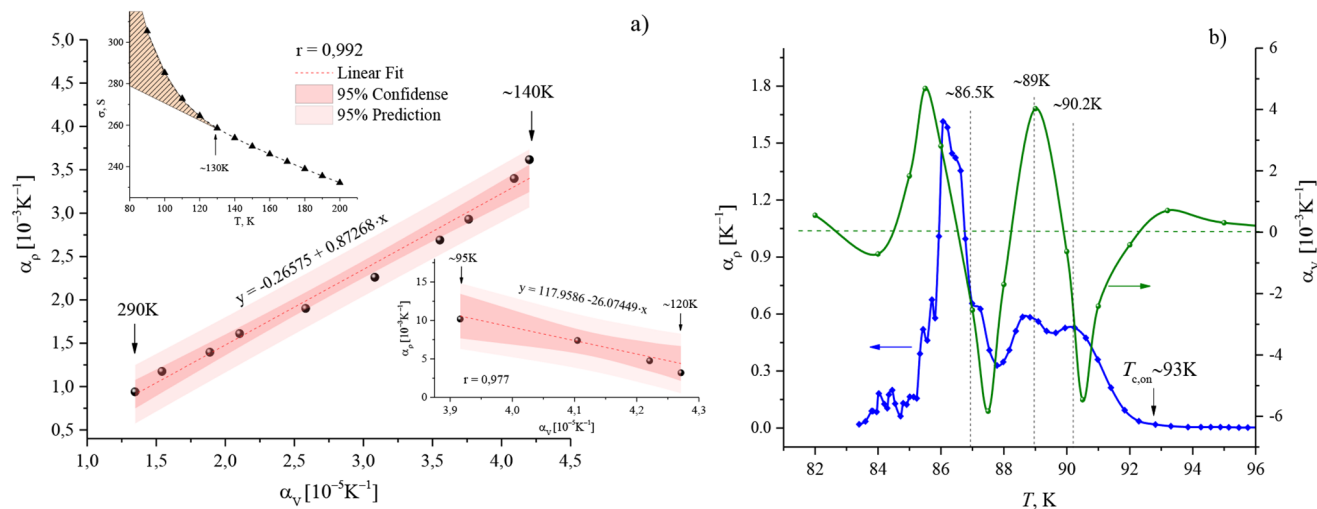 a)
5,0
4,5
4,0
3,5
3,0
2,5
2,0
1,5
1,0
0,5
α_ρ [10⁻³K⁻¹]
1,0 1,5 2,0 2,5 3,0 3,5 4,0 4,5
α_V [10⁻⁵K⁻¹]
r = 0,992
Linear Fit
95% Confidense
95% Prediction
~140K
290K
y = -0.26575 + 0.87268·x
300
280
260
240
σ, S
~130K
80 100 120 140 160 180 200
T, K
~95K
y = 117.9586 -26.07449·x
~120K
15
10
5
0
α_ρ [10⁻³K⁻¹]
r = 0,977
3,9 4,0 4,1 4,2 4,3
α_V [10⁻⁵K⁻¹]
b)
1.8
1.5
1.2
0.9
0.6
0.3
0.0
α_ρ [K⁻¹]
~86.5K
~89K
~90.2K
T_c,on~93K
6
4
2
0
-2
-4
-6
α_V [10⁻³K⁻¹]
82 84 86 88 90 92 94 96
T, K